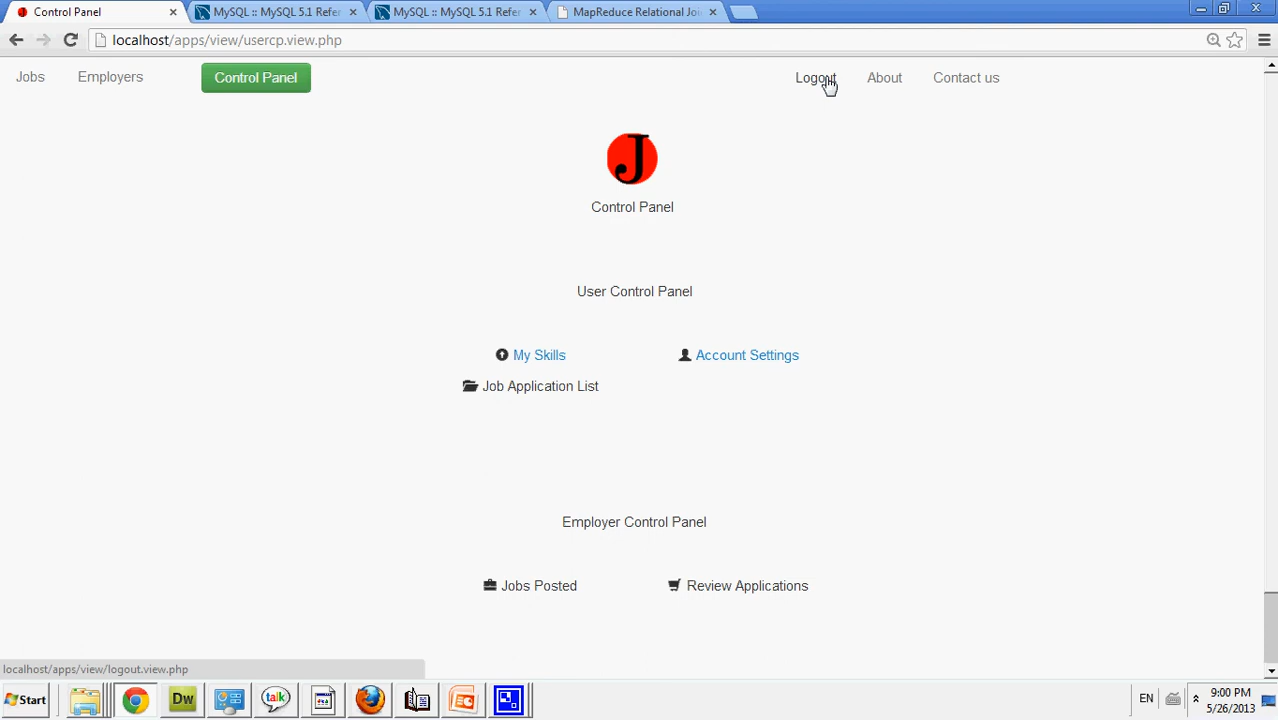 Control Panel
MySQL :: MySQL 5.1 Refer
MySQL :: MySQL 5.1 Refer
MapReduce Relational Joi
localhost/apps/view/usercp.view.php
Jobs Employers Control Panel Logout About Contact us
J
Control Panel
User Control Panel
My Skills Account Settings
Job Application List
Employer Control Panel
Jobs Posted Review Applications
localhost/apps/view/logout.view.php
Start Dw talk EN 9:00 PM
5/26/2013